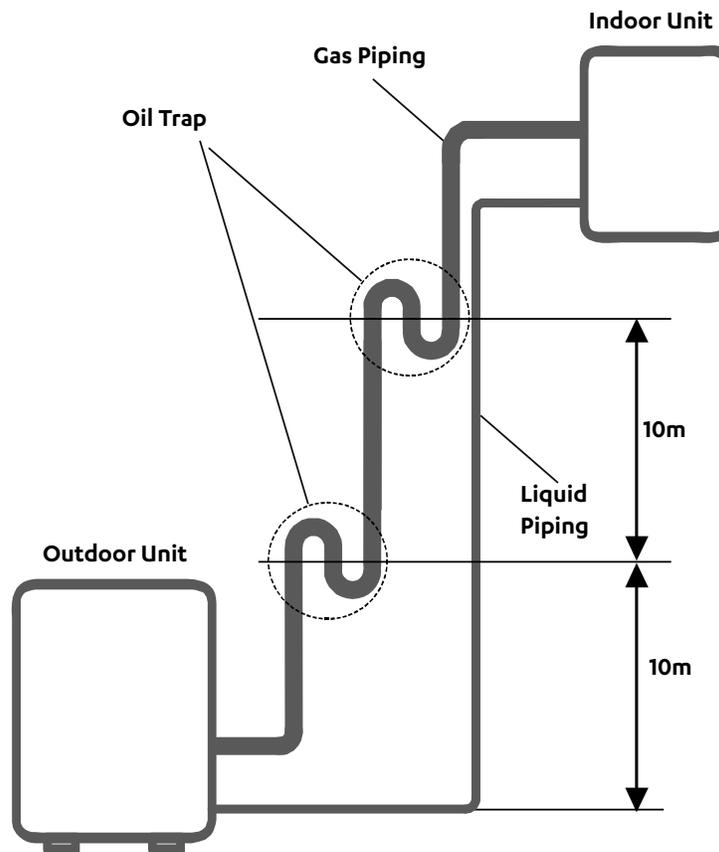 Indoor Unit
Gas Piping
Oil Trap
10m
Liquid
Piping
Outdoor Unit
10m